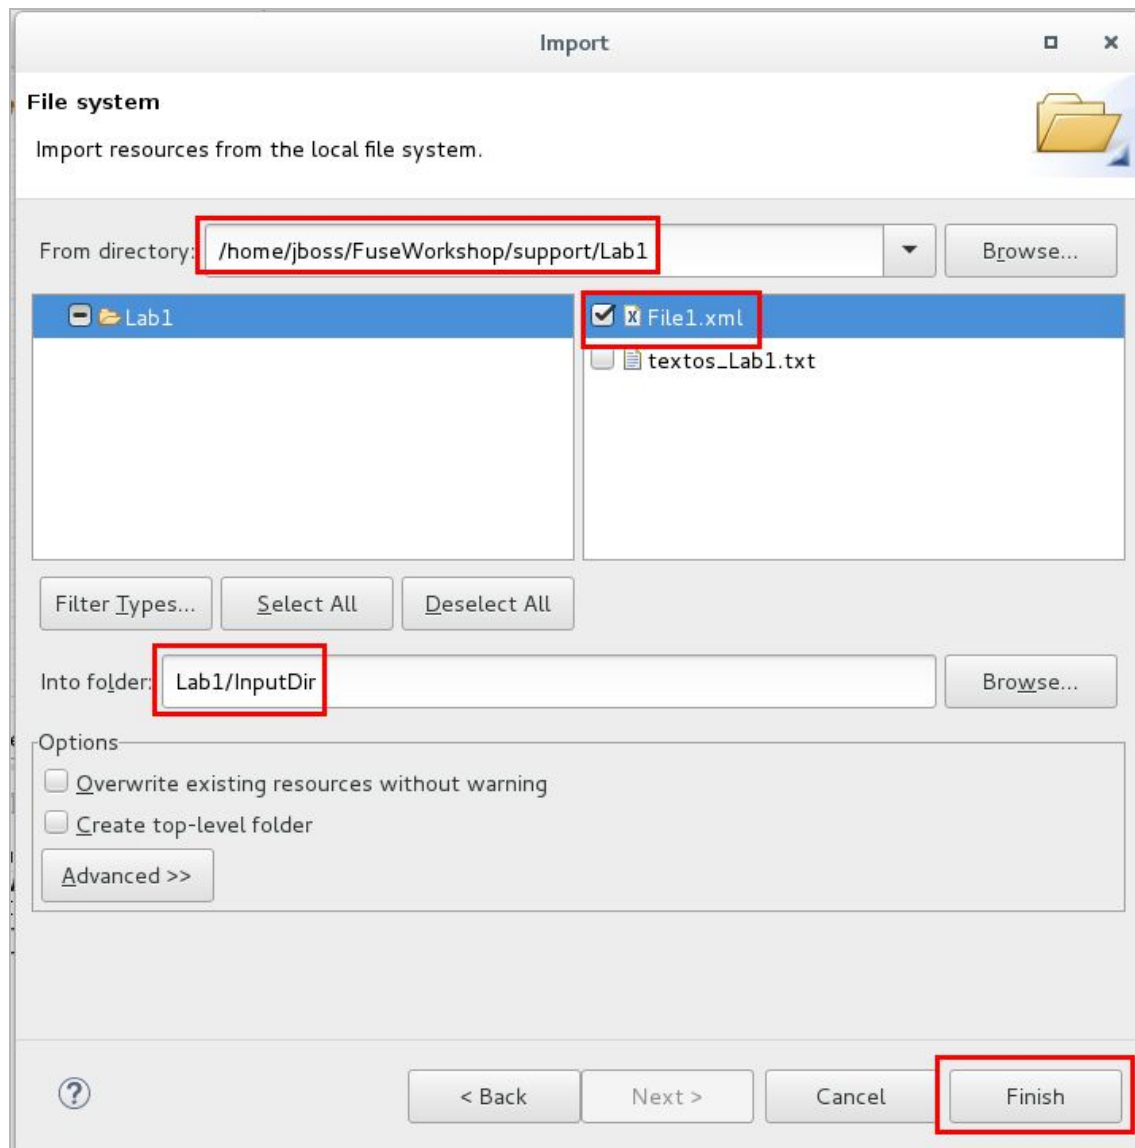 Import
File system
Import resources from the local file system.
From directory: /home/jboss/FuseWorkshop/support/Lab1 Browse...
Lab1 File1.xml
textos_Lab1.txt
Filter Types... Select All Deselect All
Into folder: Lab1/InputDir Browse...
Options
Overwrite existing resources without warning
Create top-level folder
Advanced >>
? < Back Next > Cancel Finish